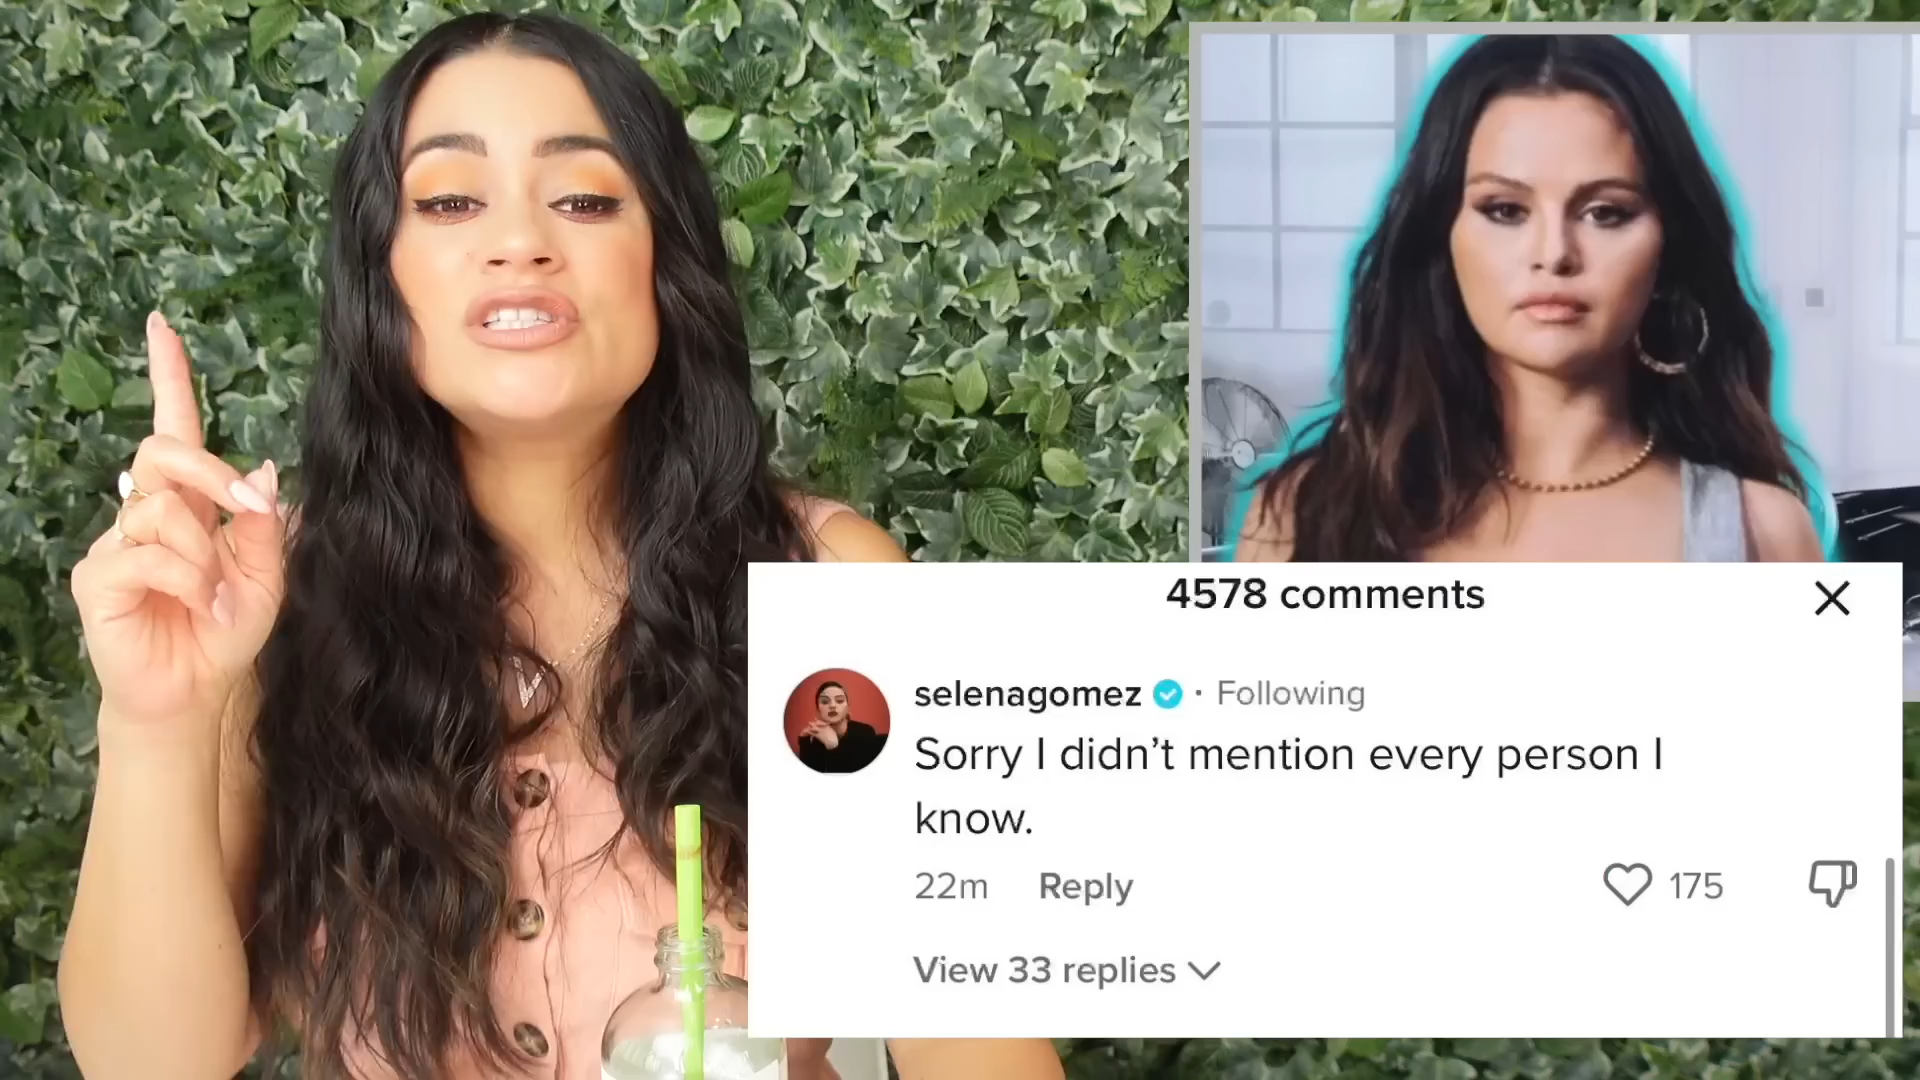 4578 comments
selenagomez · Following
Sorry I didn’t mention every person I
know.
22m Reply 175
View 33 replies